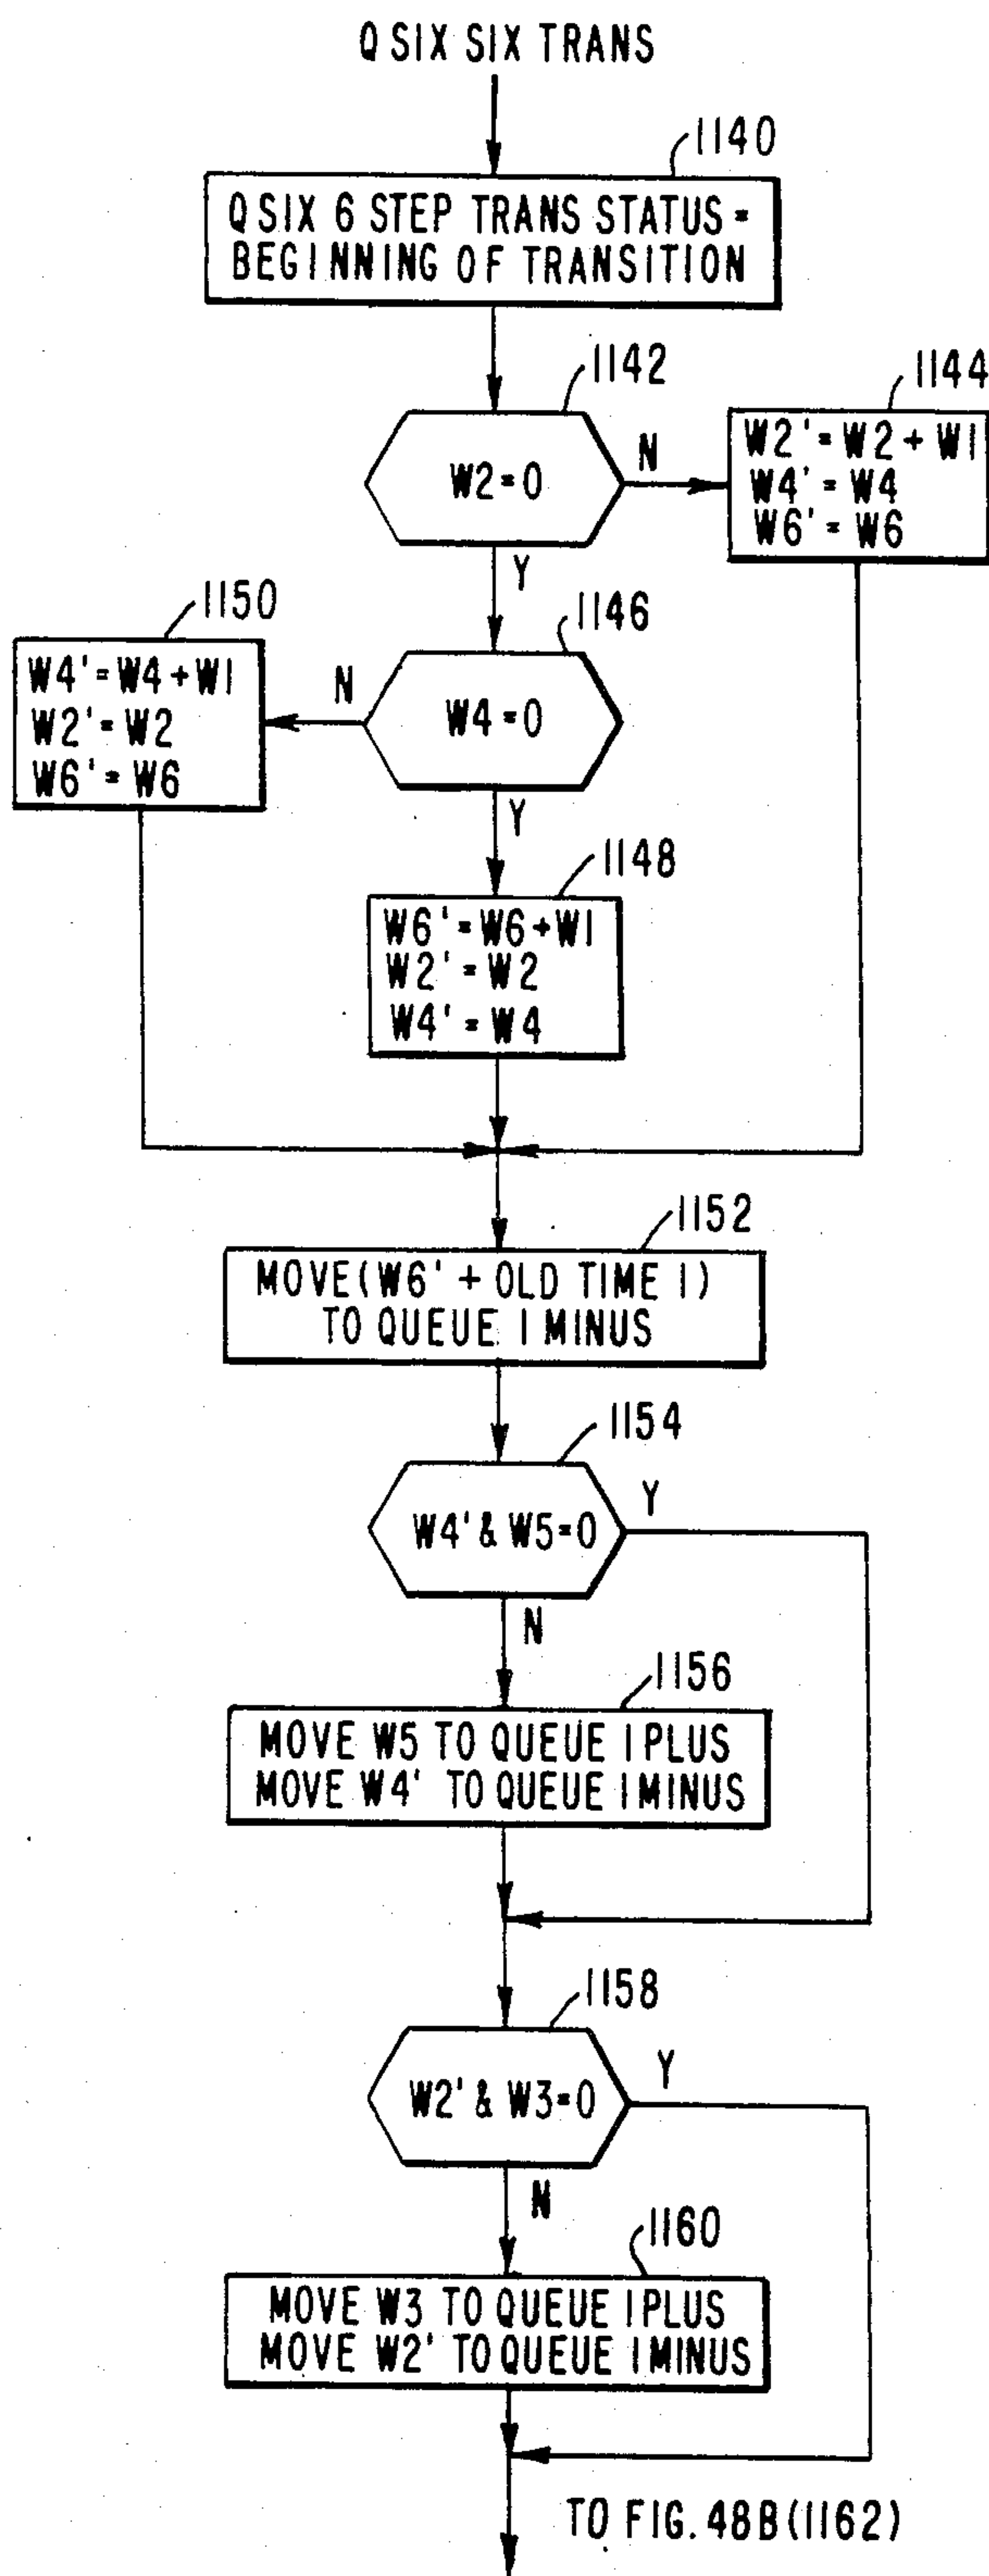 Q SIX SIX TRANS
1140
Q SIX 6 STEP TRANS STATUS =
BEGINNING OF TRANSITION
1142
W2=0
N
Y
1144
W2'=W2+W1
W4'=W4
W6'=W6
1146
W4=0
N
Y
1150
W4'=W4+W1
W2'=W2
W6'=W6
1148
W6'=W6+W1
W2'=W2
W4'=W4
1152
MOVE (W6' + OLD TIME 1)
TO QUEUE 1 MINUS
1154
W4' & W5=0
Y
N
1156
MOVE W5 TO QUEUE 1 PLUS
MOVE W4' TO QUEUE 1 MINUS
1158
W2' & W3=0
Y
N
1160
MOVE W3 TO QUEUE 1 PLUS
MOVE W2' TO QUEUE 1 MINUS
TO FIG. 48B (1162)